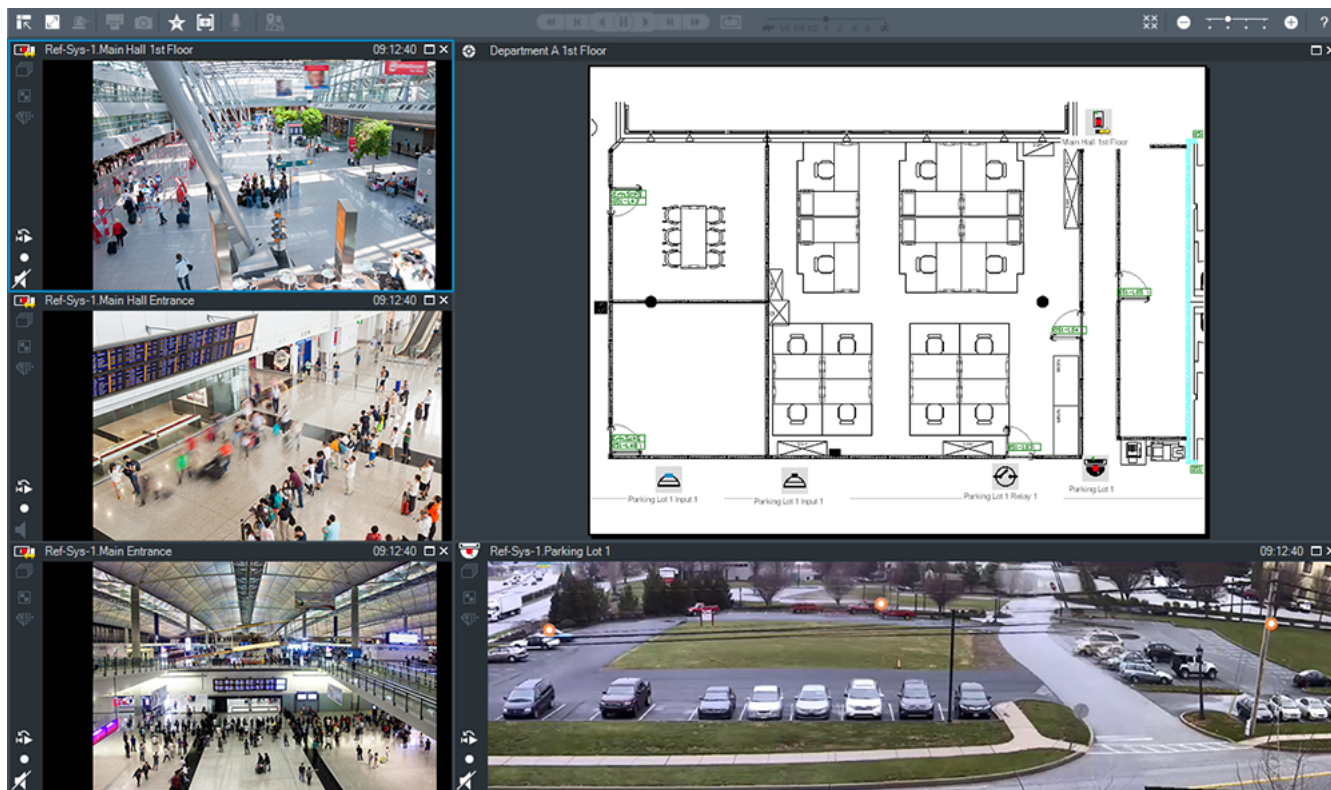 ?
Ref-Sys-1.Main Hall 1st Floor
09:12:40
Department A 1st Floor
Main Hall 1st Floor
Ref-Sys-1.Main Hall Entrance
09:12:40
Parking Lot 1 Input 1
Parking Lot 1 Input 1
Parking Lot 1 Relay 1
Parking Lot 1
Ref-Sys-1.Main Entrance
09:12:40
Ref-Sys-1.Parking Lot 1
09:12:40